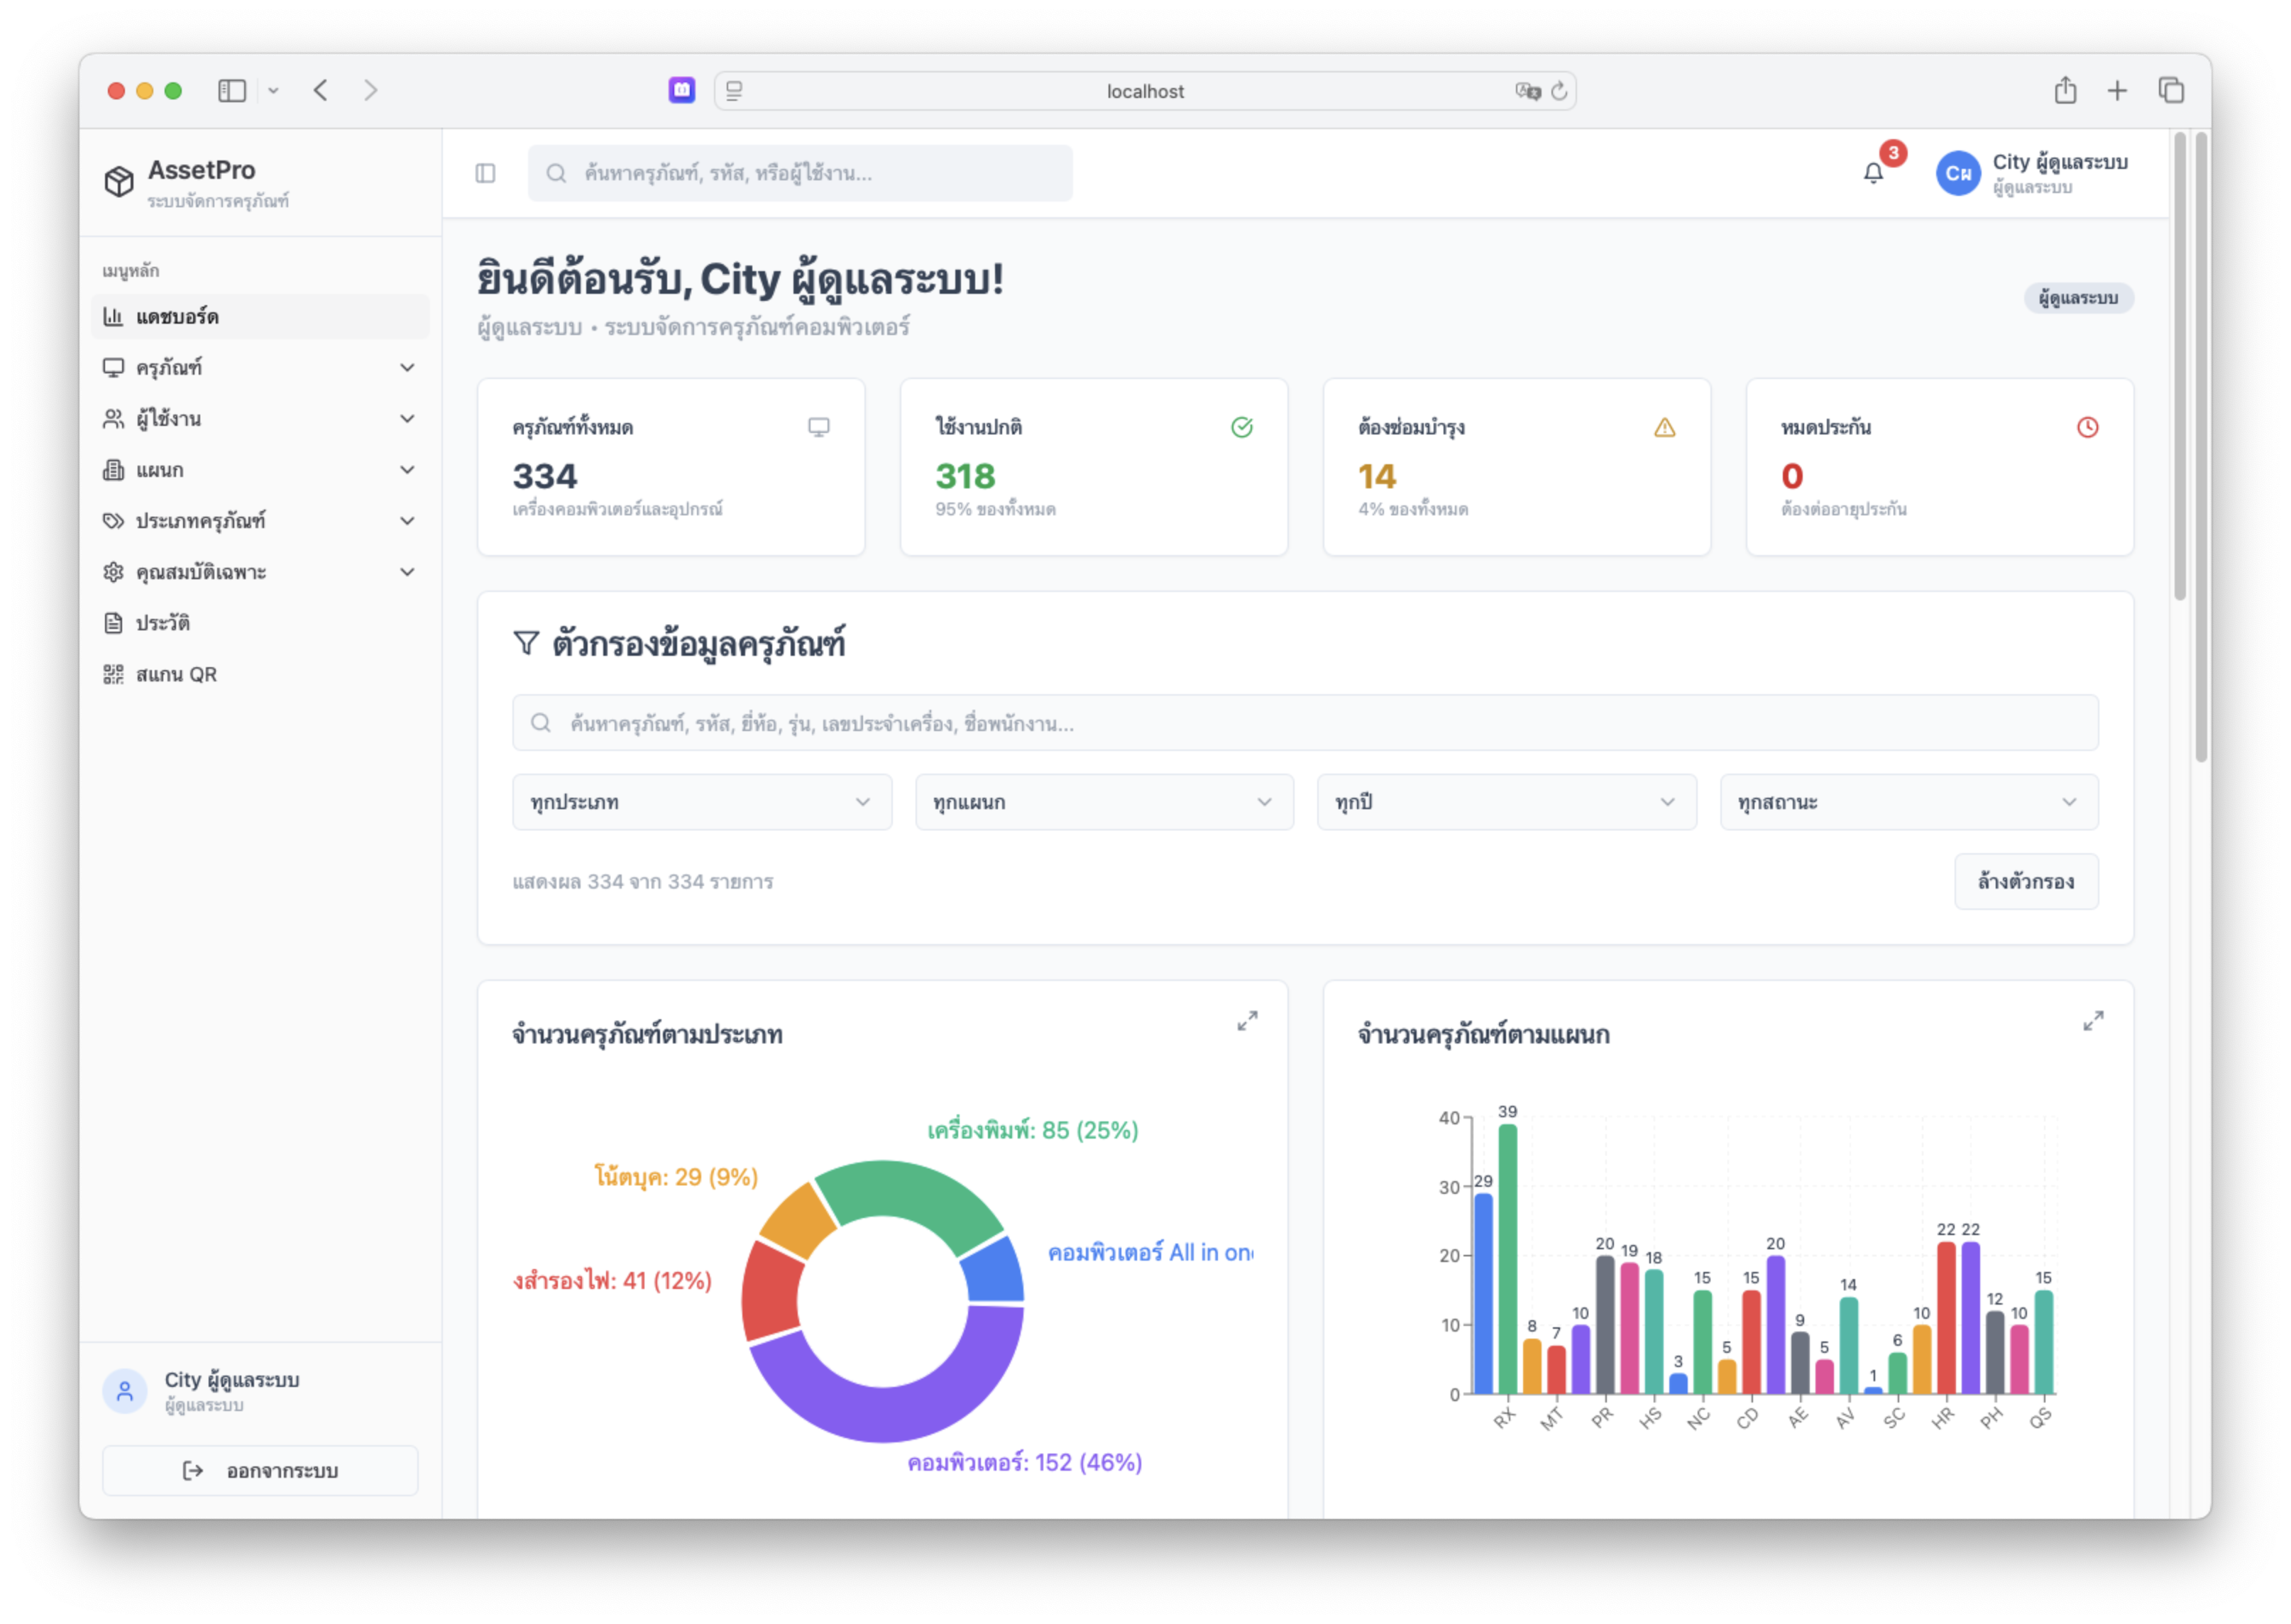 localhost
AssetPro
ระบบจัดการครุภัณฑ์
เมนูหลัก
แดชบอร์ด
ครุภัณฑ์
ผู้ใช้งาน
แผนก
ประเภทครุภัณฑ์
คุณสมบัติเฉพาะ
ประวัติ
สแกน QR
City ผู้ดูแลระบบ
ผู้ดูแลระบบ
ออกจากระบบ
ค้นหาครุภัณฑ์, รหัส, หรือผู้ใช้งาน...
3
Cผ
City ผู้ดูแลระบบ
ผู้ดูแลระบบ
ยินดีต้อนรับ, City ผู้ดูแลระบบ!
ผู้ดูแลระบบ • ระบบจัดการครุภัณฑ์คอมพิวเตอร์
ผู้ดูแลระบบ
ครุภัณฑ์ทั้งหมด
334
เครื่องคอมพิวเตอร์และอุปกรณ์
ใช้งานปกติ
318
95% ของทั้งหมด
ต้องซ่อมบำรุง
14
4% ของทั้งหมด
หมดประกัน
0
ต้องต่ออายุประกัน
ตัวกรองข้อมูลครุภัณฑ์
ค้นหาครุภัณฑ์, รหัส, ยี่ห้อ, รุ่น, เลขประจำเครื่อง, ชื่อพนักงาน...
ทุกประเภท
ทุกแผนก
ทุกปี
ทุกสถานะ
แสดงผล 334 จาก 334 รายการ
ล้างตัวกรอง
จำนวนครุภัณฑ์ตามประเภท
เครื่องพิมพ์: 85 (25%)
โน้ตบุค: 29 (9%)
คอมพิวเตอร์ All in one
งสำรองไฟ: 41 (12%)
คอมพิวเตอร์: 152 (46%)
จำนวนครุภัณฑ์ตามแผนก
40 30 20 10 0
29 39 8 7 10 20 19 18 3 15 5 15 20 9 5 14 1 6 10 22 22 12 10 15
RX MT PR HS NC CD AE AV SC HR PH QS